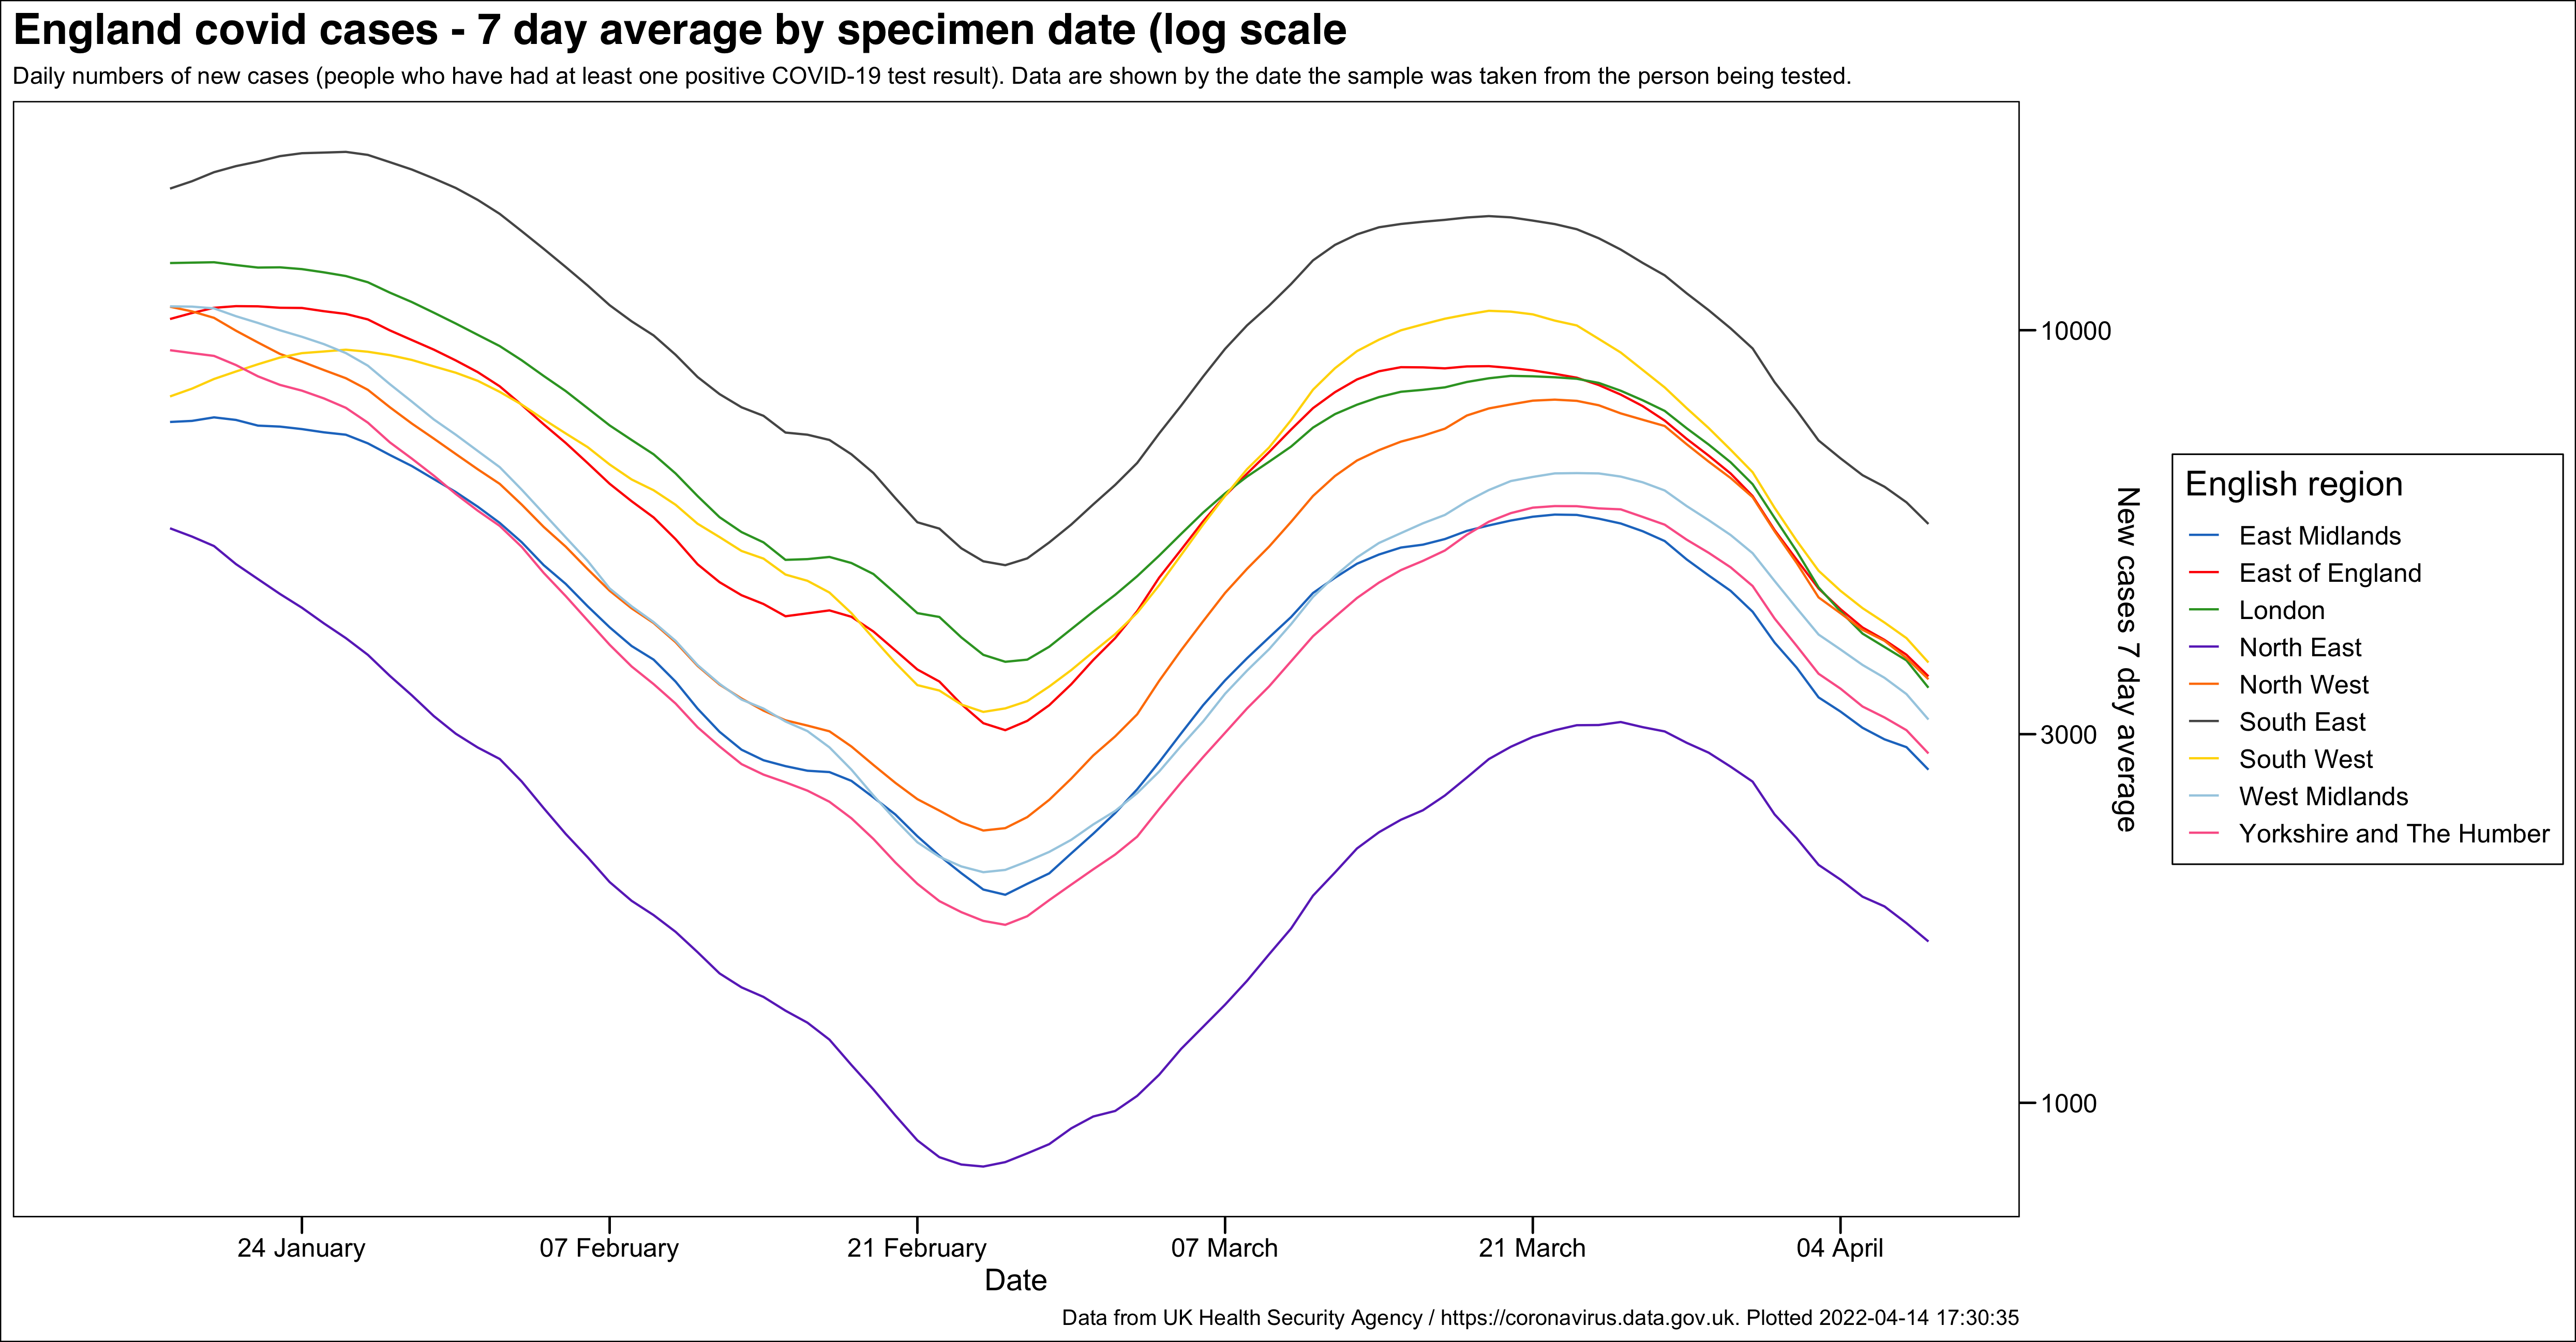 England covid cases - 7 day average by specimen date (log scale
Daily numbers of new cases (people who have had at least one positive COVID-19 test result). Data are shown by the date the sample was taken from the person being tested.
10000
3000
1000
New cases 7 day average
English region
East Midlands
East of England
London
North East
North West
South East
South West
West Midlands
Yorkshire and The Humber
24 January
07 February
21 February
07 March
21 March
04 April
Date
Data from UK Health Security Agency / https://coronavirus.data.gov.uk. Plotted 2022-04-14 17:30:35